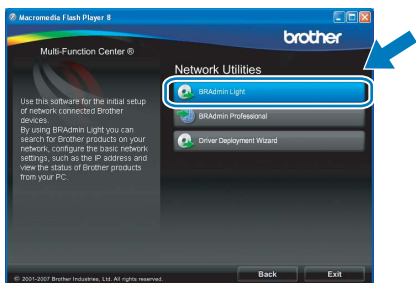 Macromedia Flash Player 8
brother
Multi-Function Center ®
Network Utilities
BRAdmin Light
BRAdmin Professional
Driver Deployment Wizard
Use this software for the initial setup
of network connected Brother
devices.
By using BRAdmin Light you can
search for Brother products on your
network, configure the basic network
settings, such as the IP address and
view the status of Brother products
from your PC.
© 2001-2007 Brother Industries, Ltd. All rights reserved.
Back
Exit